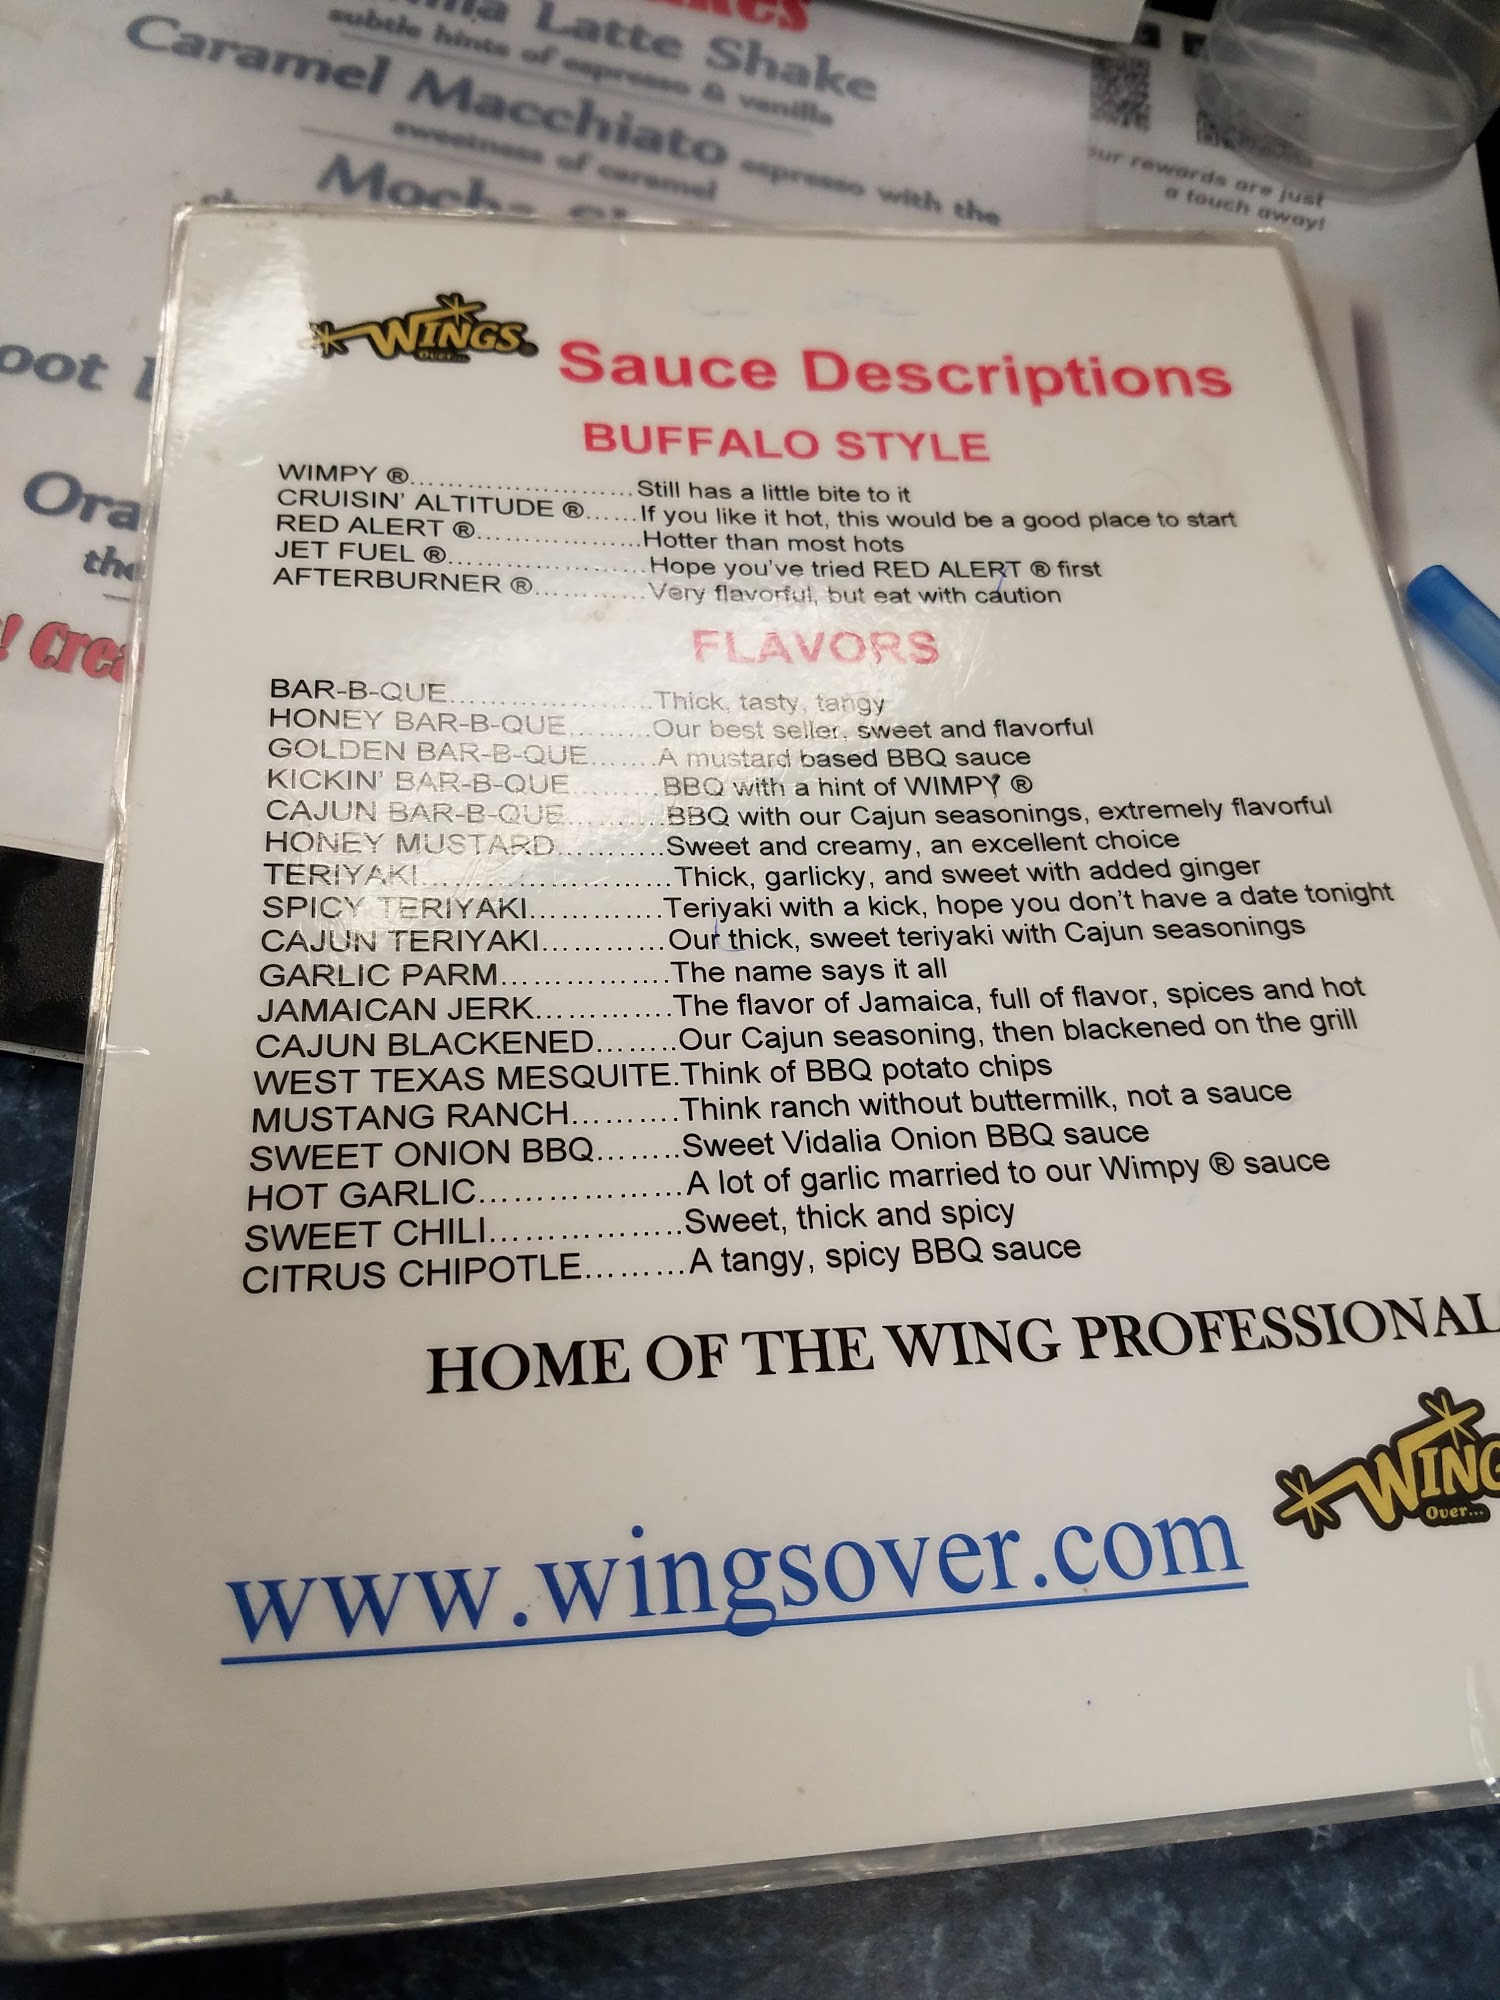 Latte Shake
subtle hints of espresso & vanilla
Caramel Macchiato espresso with the
sweetness of caramel
Mocha
rewards are just
a touch away!
oot
Ora
the
! Crea
WINGS
Over...
Sauce Descriptions
BUFFALO STYLE
WIMPY ®........................Still has a little bite to it
CRUISIN' ALTITUDE ®......If you like it hot, this would be a good place to start
RED ALERT ®..................Hotter than most hots
JET FUEL ®......................Hope you've tried RED ALERT ® first
AFTERBURNER ®............Very flavorful, but eat with caution
FLAVORS
BAR-B-QUE......................Thick, tasty, tangy
HONEY BAR-B-QUE.........Our best seller, sweet and flavorful
GOLDEN BAR-B-QUE.......A mustard based BBQ sauce
KICKIN' BAR-B-QUE.........BBQ with a hint of WIMPY ®
CAJUN BAR-B-QUE..........BBQ with our Cajun seasonings, extremely flavorful
HONEY MUSTARD...........Sweet and creamy, an excellent choice
TERIYAKI.........................Thick, garlicky, and sweet with added ginger
SPICY TERIYAKI.............Teriyaki with a kick, hope you don't have a date tonight
CAJUN TERIYAKI............Our thick, sweet teriyaki with Cajun seasonings
GARLIC PARM................The name says it all
JAMAICAN JERK.............The flavor of Jamaica, full of flavor, spices and hot
CAJUN BLACKENED........Our Cajun seasoning, then blackened on the grill
WEST TEXAS MESQUITE.Think of BBQ potato chips
MUSTANG RANCH..........Think ranch without buttermilk, not a sauce
SWEET ONION BBQ........Sweet Vidalia Onion BBQ sauce
HOT GARLIC...................A lot of garlic married to our Wimpy ® sauce
SWEET CHILI..................Sweet, thick and spicy
CITRUS CHIPOTLE.........A tangy, spicy BBQ sauce
HOME OF THE WING PROFESSIONAL
WING
Over...
www.wingsover.com